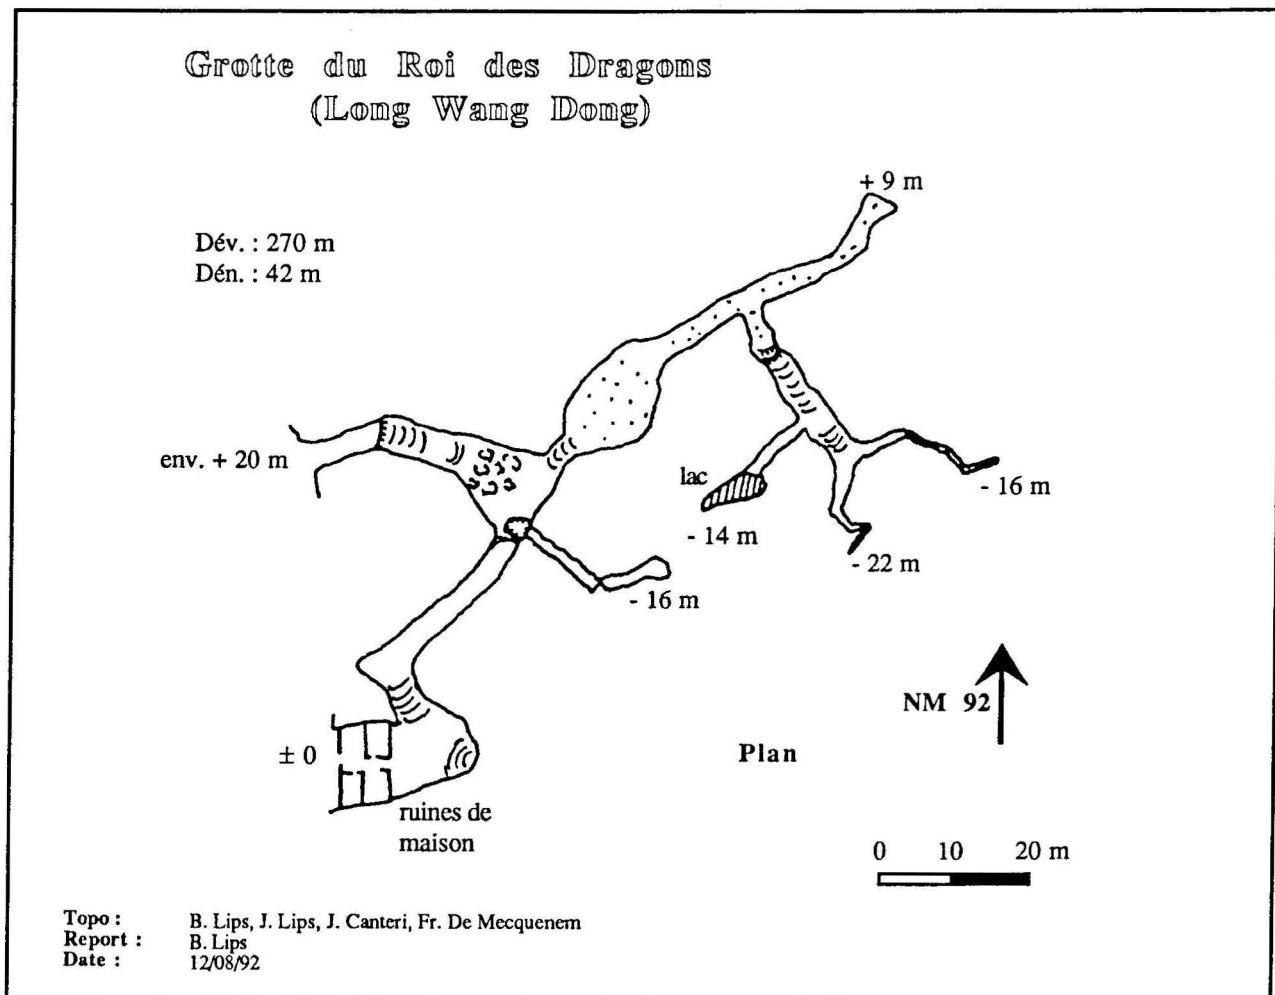 Grotte du Roi des Dragons
(Long Wang Dong)
+ 9 m
Dév. : 270 m
Dén. : 42 m
env. + 20 m
lac
- 16 m
- 14 m
- 22 m
- 16 m
NM 92
± 0
Plan
ruines de
maison
0 10 20 m
Topo : B. Lips, J. Lips, J. Canteri, Fr. De Mecquenem
Report : B. Lips
Date : 12/08/92